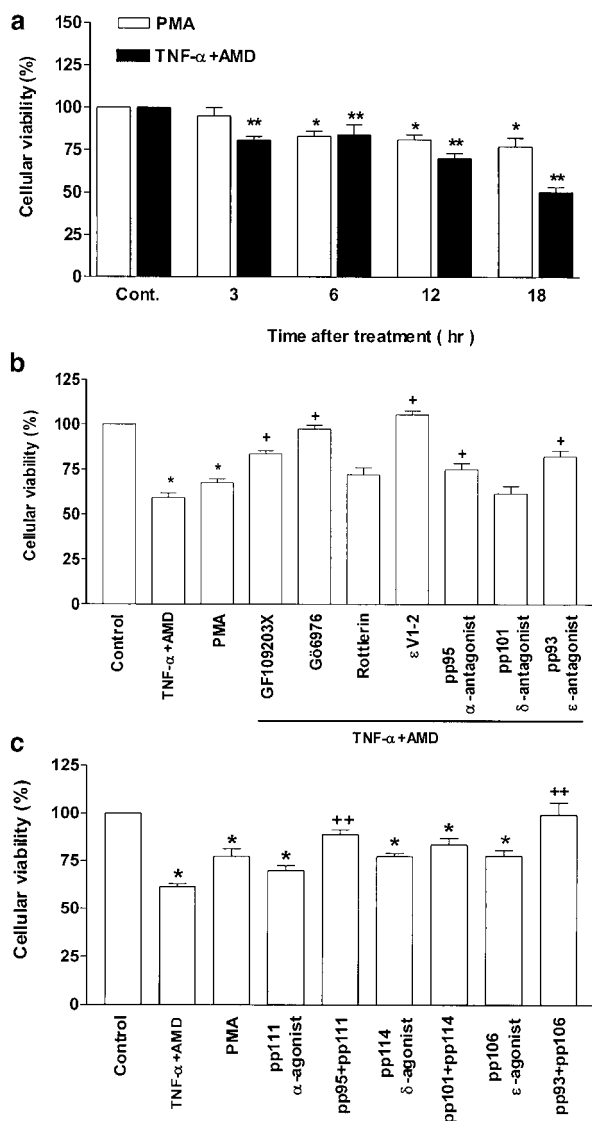 a
PMA
TNF-α+AMD
Cellular viability (%)
150
125
100
75
50
25
0
**
*
**
*
**
*
**
Cont.
3
6
12
18
Time after treatment ( hr )
b
Cellular viability (%)
125
100
75
50
25
0
*
*
+
+
+
+
+
Control
TNF-α+AMD
PMA
GF109203X
Gö6976
Rottlerin
εV1-2
pp95
α-antagonist
pp101
δ-antagonist
pp93
ε-antagonist
TNF-α+AMD
c
Cellular viability (%)
125
100
75
50
25
0
*
*
*
++
*
*
*
++
Control
TNF-α+AMD
PMA
pp111
α-agonist
pp95+pp111
pp114
δ-agonist
pp101+pp114
pp106
ε-agonist
pp93+pp106